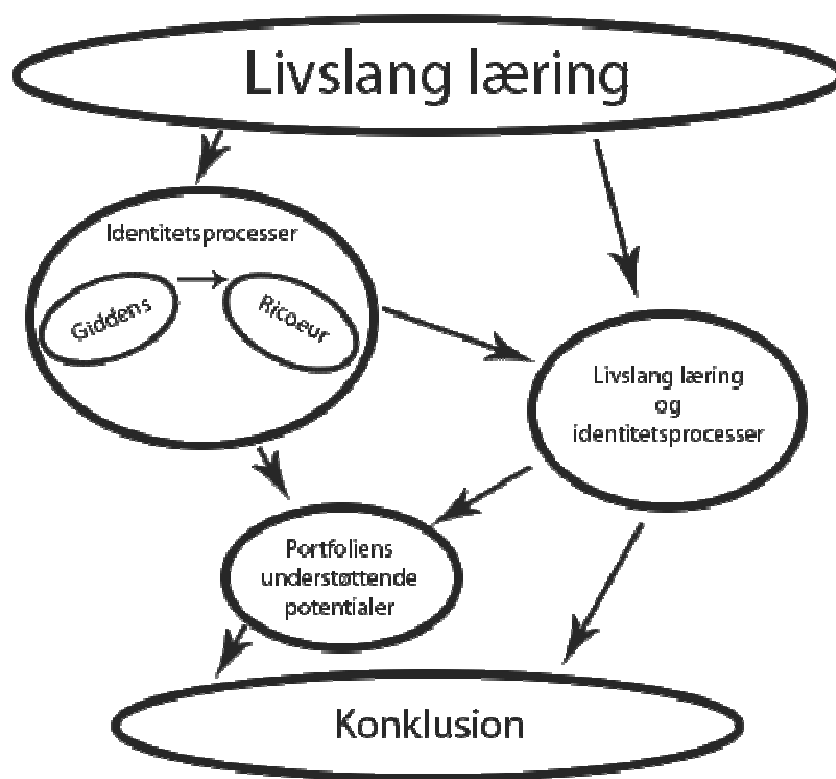 Livslang læring
Identitetsprocesser
Giddens
Ricoeur
Livslang læring
og
identitetsprocesser
Portfoliens
understøttende
potentialer
Konklusion